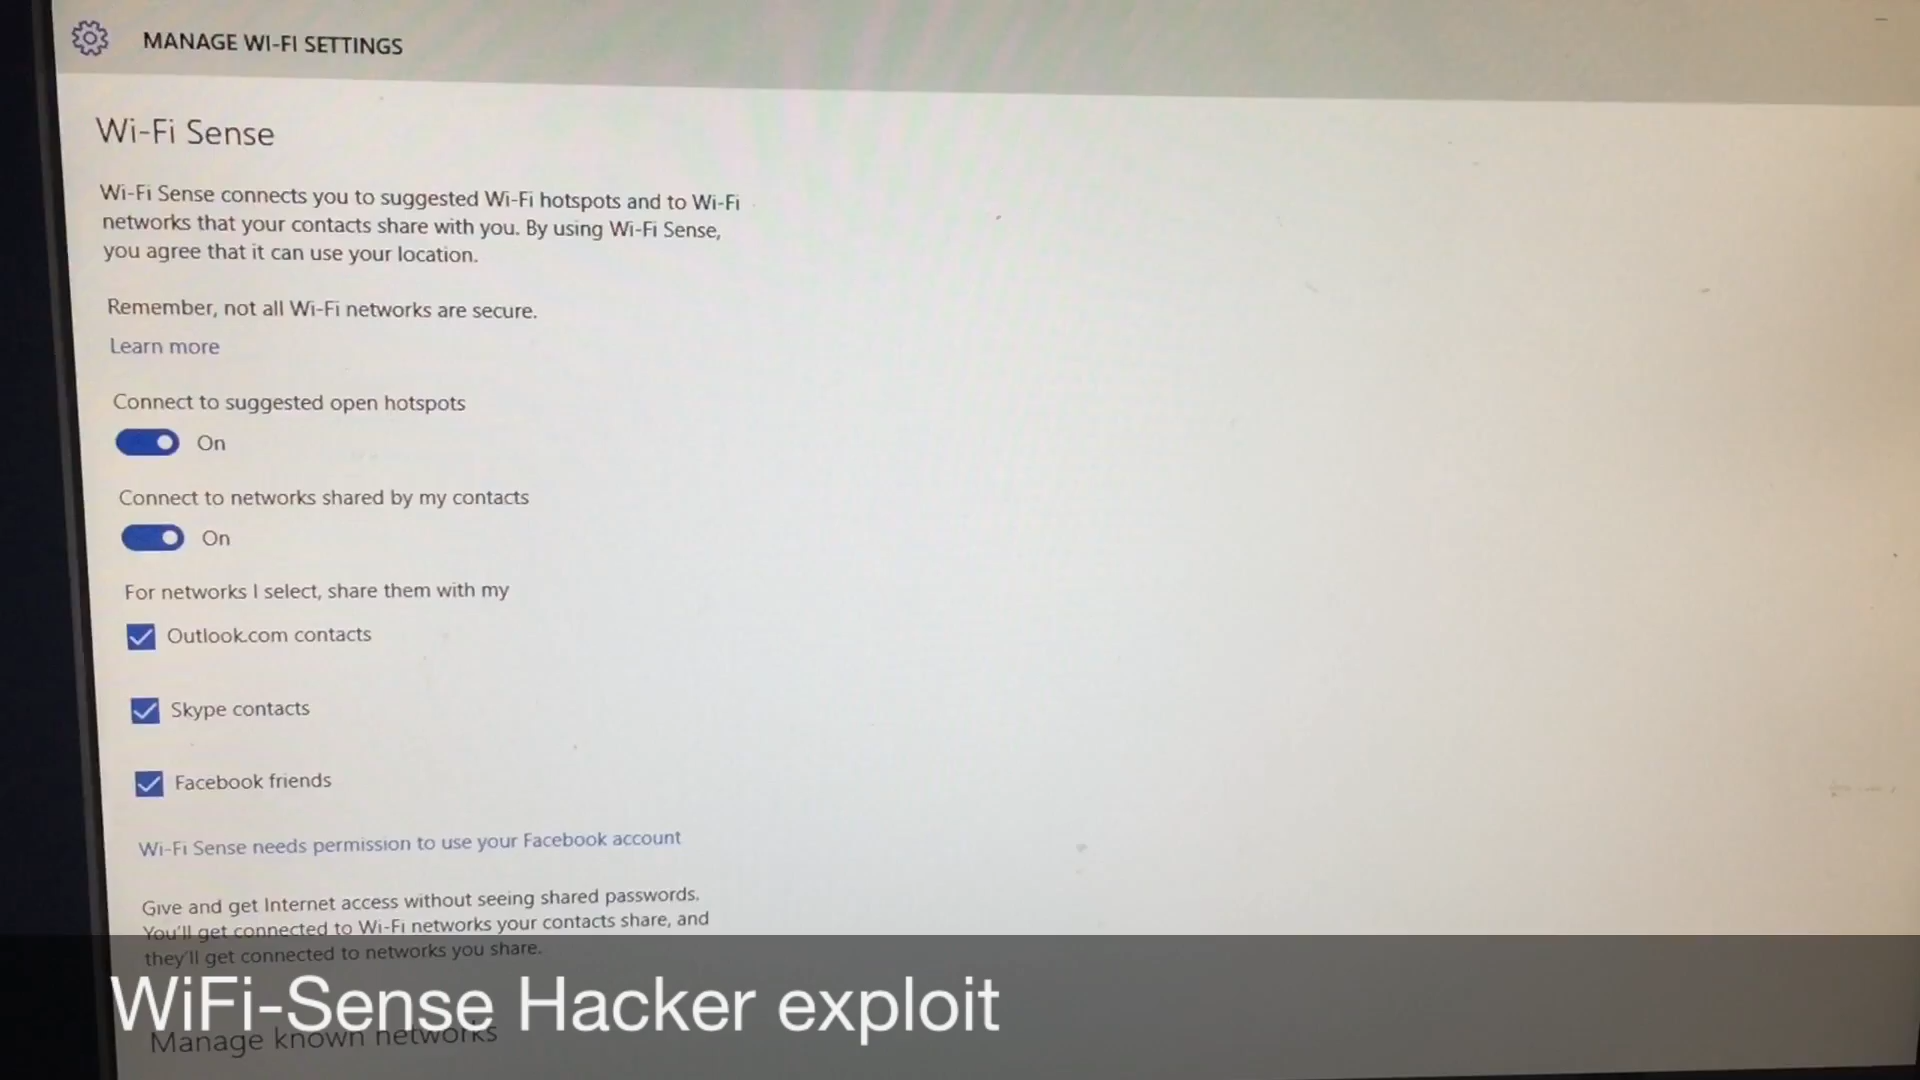 MANAGE WI-FI SETTINGS
Wi-Fi Sense
Wi-Fi Sense connects you to suggested Wi-Fi hotspots and to Wi-Fi
networks that your contacts share with you. By using Wi-Fi Sense,
you agree that it can use your location.
Remember, not all Wi-Fi networks are secure.
Learn more
Connect to suggested open hotspots
On
Connect to networks shared by my contacts
On
For networks I select, share them with my
Outlook.com contacts
Skype contacts
Facebook friends
Wi-Fi Sense needs permission to use your Facebook account
Give and get Internet access without seeing shared passwords.
You'll get connected to Wi-Fi networks your contacts share, and
they'll get connected to networks you share.
WiFi-Sense Hacker exploit
Manage known networks